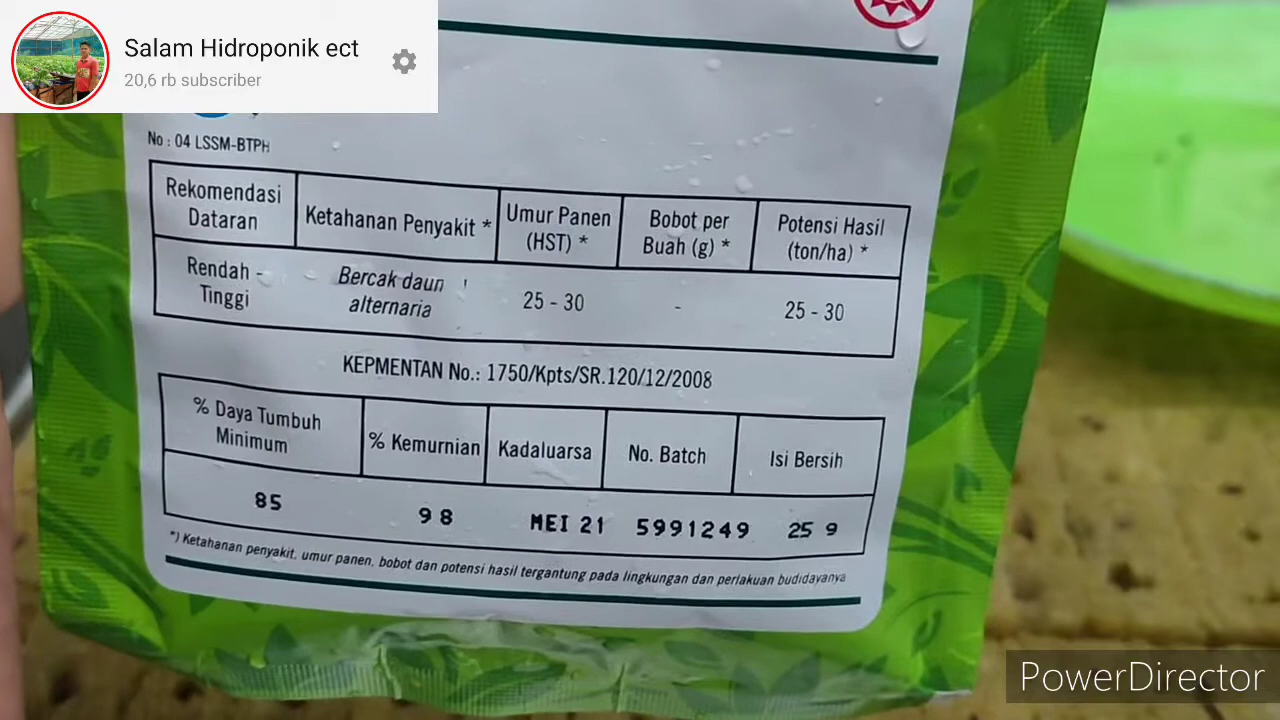 Salam Hidroponik ect
20,6 rb subscriber
No : 04 LSSM-BTPH
Rekomendasi Dataran
Ketahanan Penyakit *
Umur Panen (HST) *
Bobot per Buah (g) *
Potensi Hasil (ton/ha) *
Rendah - Tinggi
Bercak daun alternaria
25 - 30
-
25 - 30
KEPMENTAN No.: 1750/Kpts/SR.120/12/2008
% Daya Tumbuh Minimum
% Kemurnian
Kadaluarsa
No. Batch
Isi Bersih
85
98
MEI 21
5991249
25 g
*) Ketahanan penyakit, umur panen, bobot dan potensi hasil tergantung pada lingkungan dan perlakuan budidayanya
PowerDirector